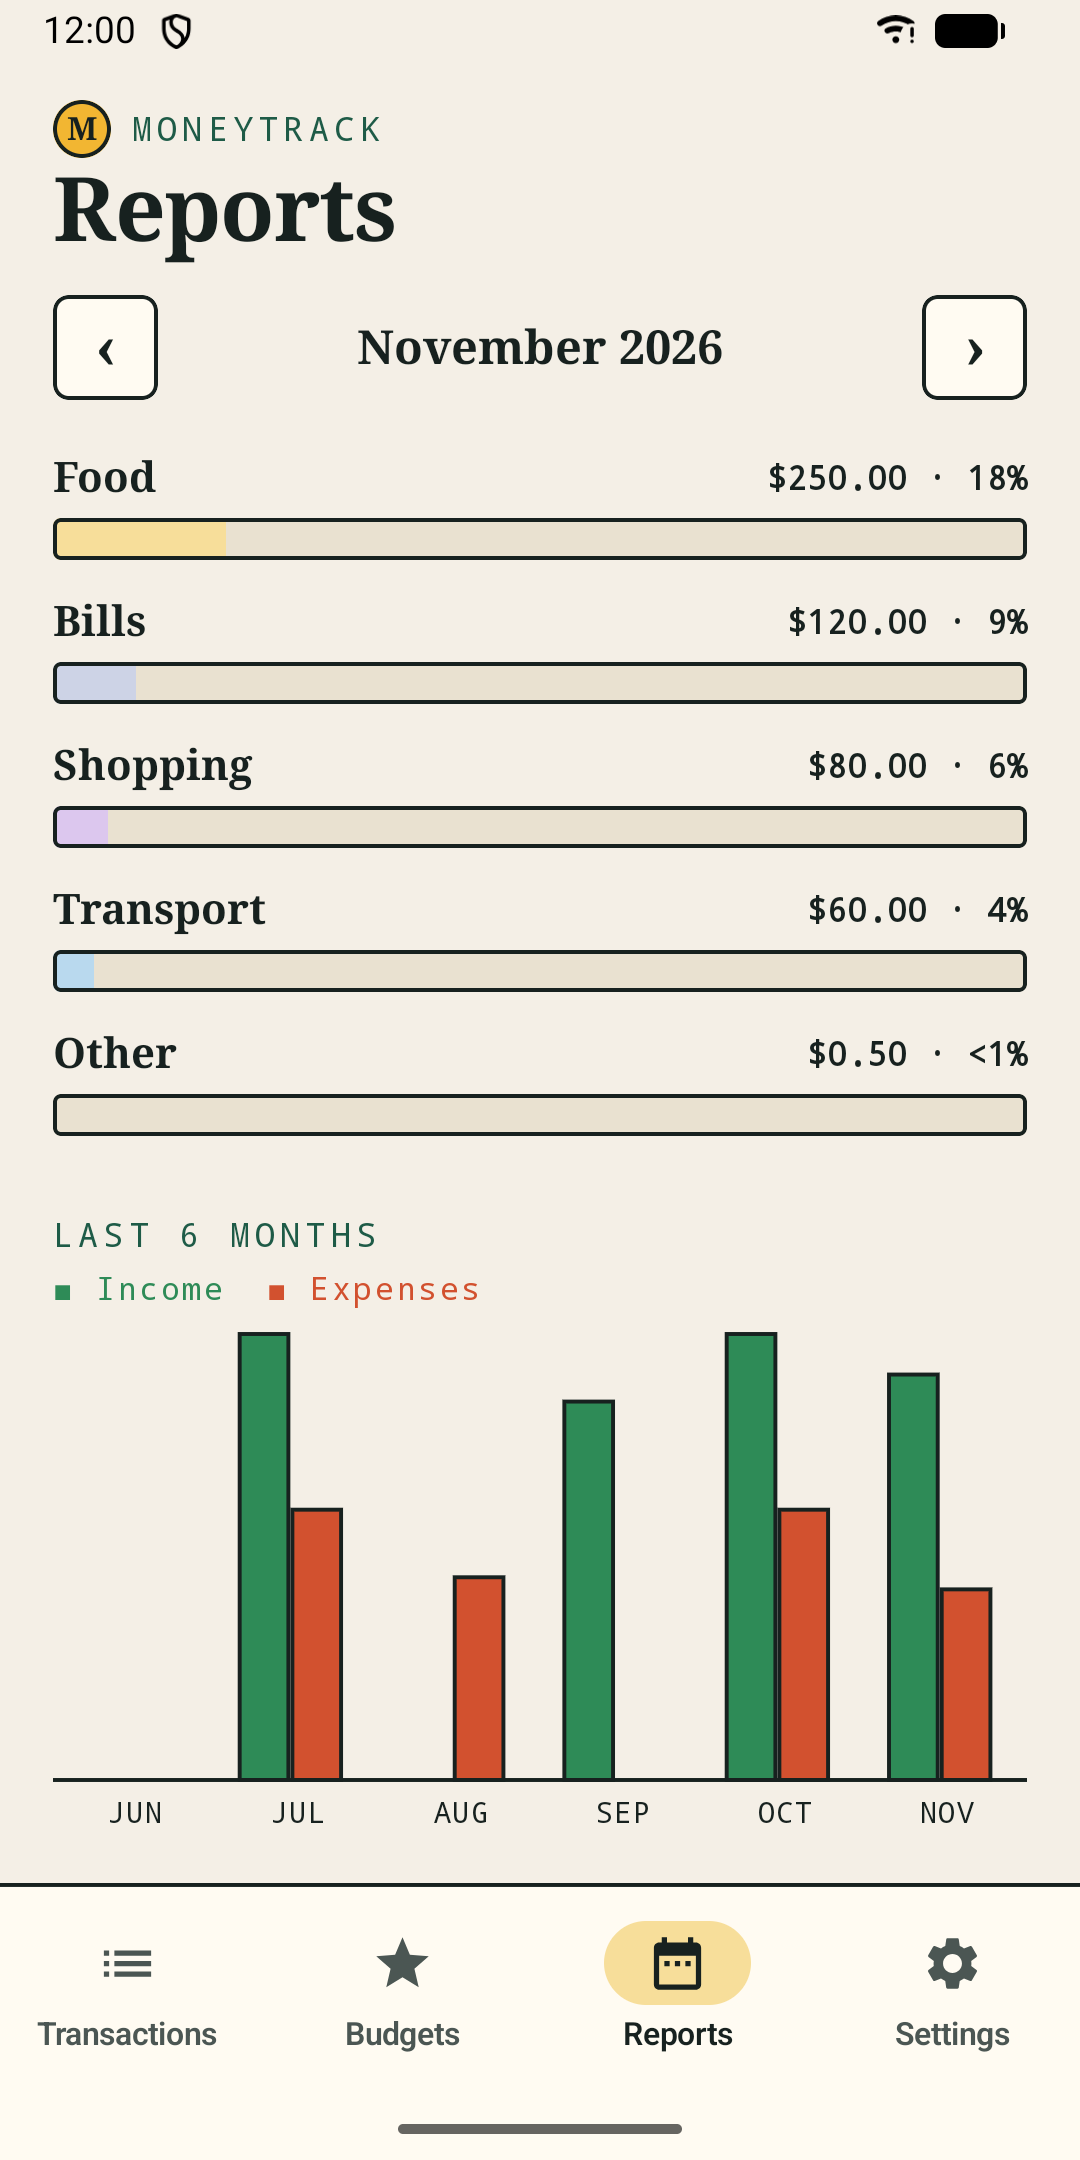 12:00
M MONEYTRACK
Reports
‹ November 2026 ›
Food $250.00 · 18%
Bills $120.00 · 9%
Shopping $80.00 · 6%
Transport $60.00 · 4%
Other $0.50 · <1%
LAST 6 MONTHS
■ Income ■ Expenses
JUN JUL AUG SEP OCT NOV
Transactions Budgets Reports Settings